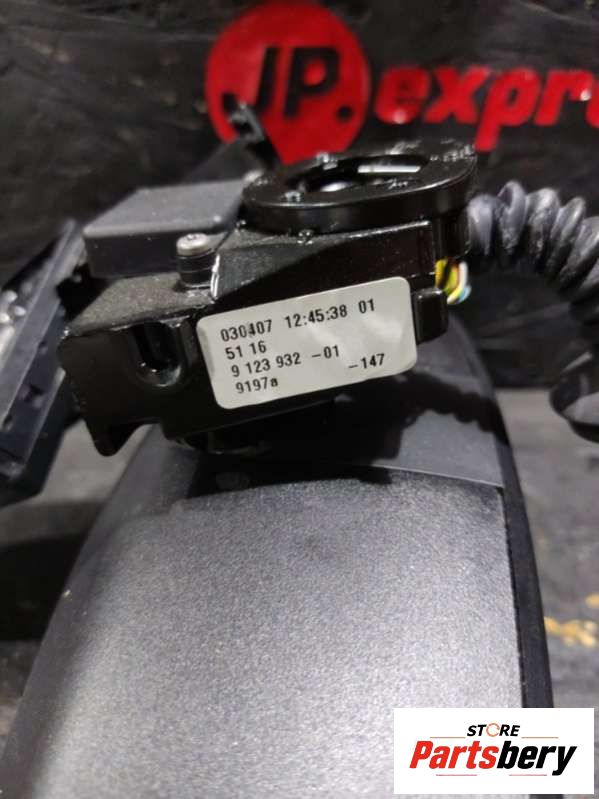 JP.expre
030407 12:45:38 01
51 16
9 123 932 -01
-147
9197a
STORE
Partsbery